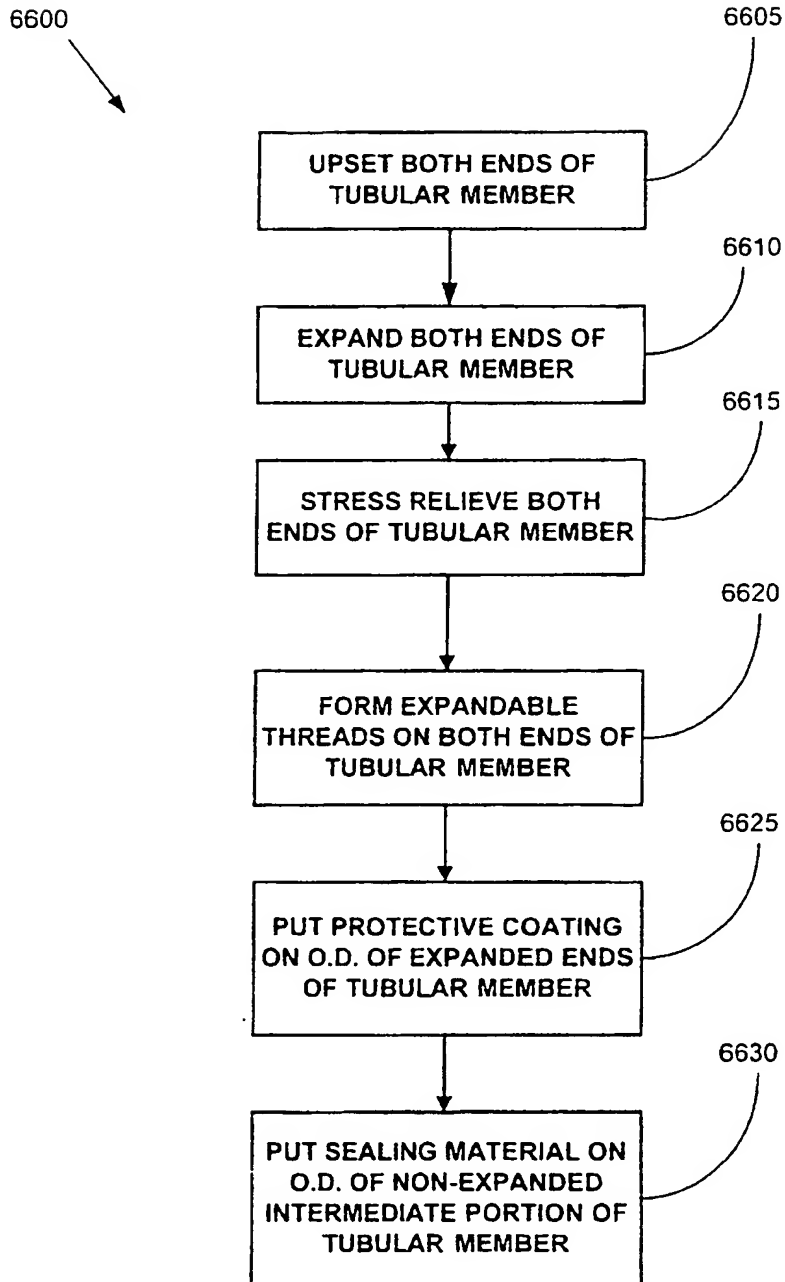 6600
6605
UPSET BOTH ENDS OF
TUBULAR MEMBER
6610
EXPAND BOTH ENDS OF
TUBULAR MEMBER
6615
STRESS RELIEVE BOTH
ENDS OF TUBULAR MEMBER
6620
FORM EXPANDABLE
THREADS ON BOTH ENDS OF
TUBULAR MEMBER
6625
PUT PROTECTIVE COATING
ON O.D. OF EXPANDED ENDS
OF TUBULAR MEMBER
6630
PUT SEALING MATERIAL ON
O.D. OF NON-EXPANDED
INTERMEDIATE PORTION OF
TUBULAR MEMBER